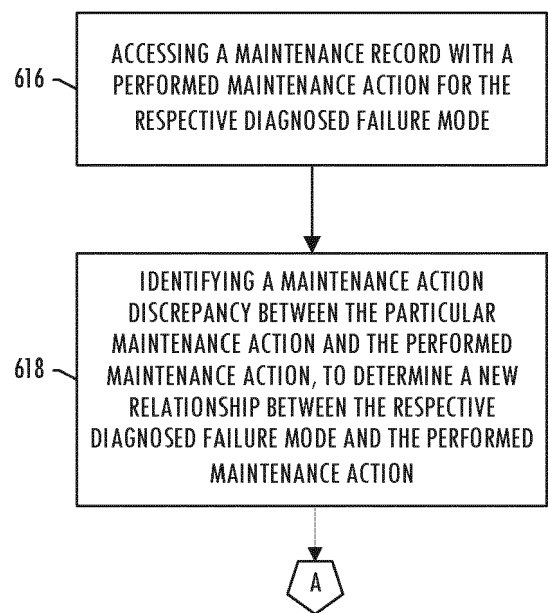 616
ACCESSING A MAINTENANCE RECORD WITH A
PERFORMED MAINTENANCE ACTION FOR THE
RESPECTIVE DIAGNOSED FAILURE MODE
618
IDENTIFYING A MAINTENANCE ACTION
DISCREPANCY BETWEEN THE PARTICULAR
MAINTENANCE ACTION AND THE PERFORMED
MAINTENANCE ACTION, TO DETERMINE A NEW
RELATIONSHIP BETWEEN THE RESPECTIVE
DIAGNOSED FAILURE MODE AND THE PERFORMED
MAINTENANCE ACTION
A